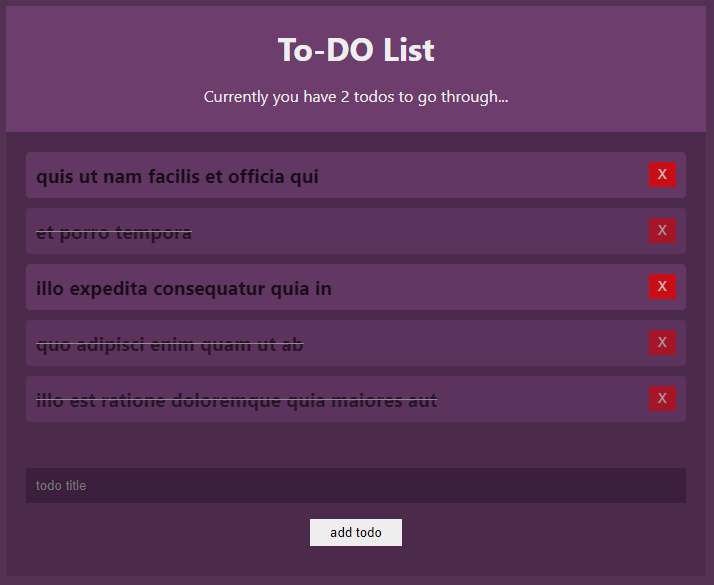 To-DO List
Currently you have 2 todos to go through...
quis ut nam facilis et officia qui X
et porro tempora X
illo expedita consequatur quia in X
quo adipisci enim quam ut ab X
illo est ratione doloremque quia maiores aut X
todo title
add todo